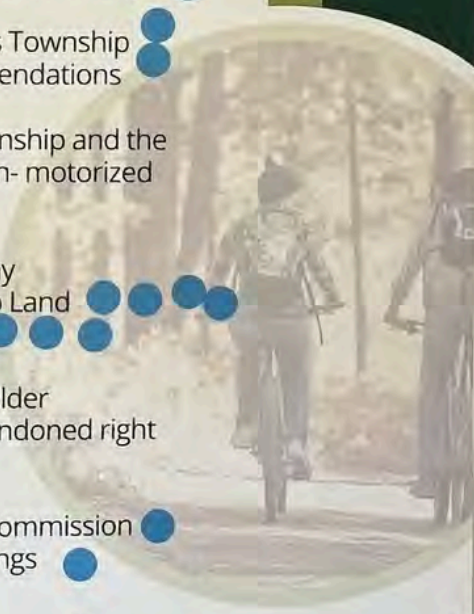 Township
endations
nship and the
n- motorized
y
Land
lder
ndoned right
ommission
ngs